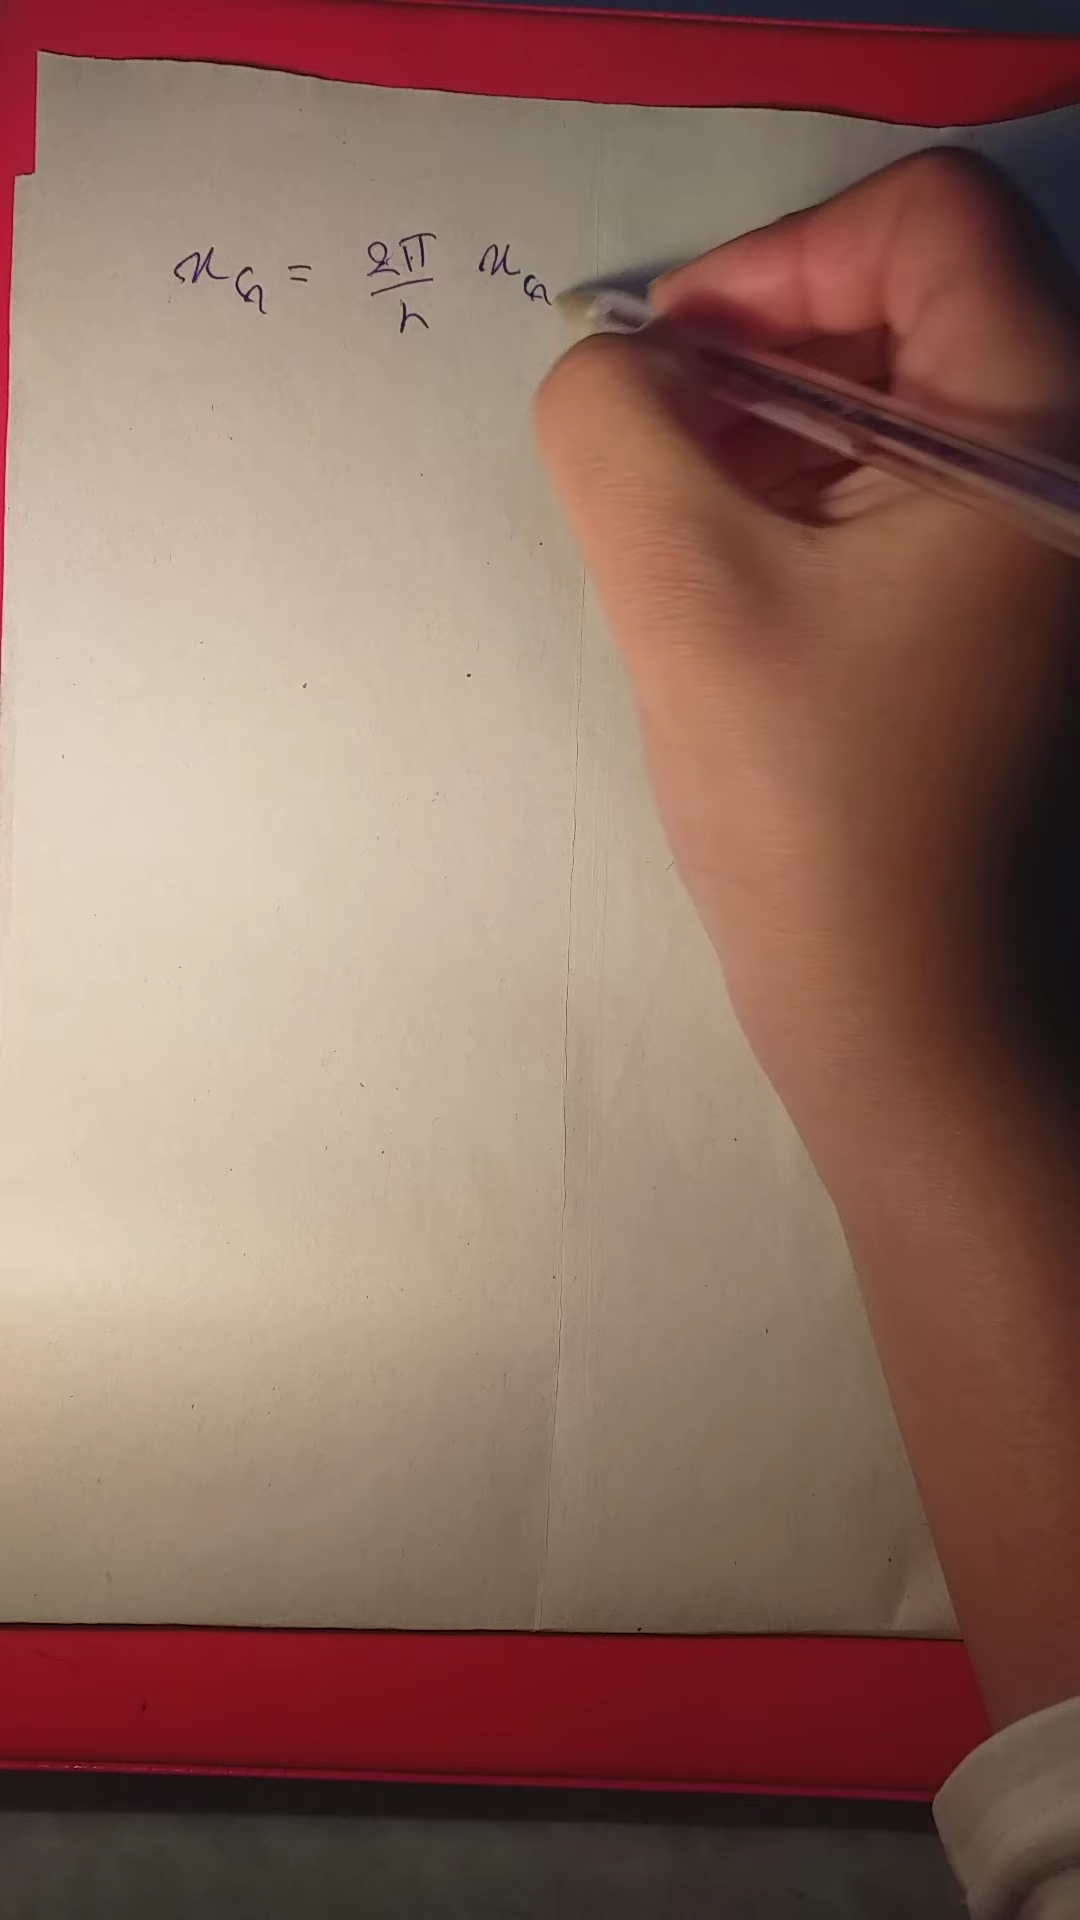 x_G = 2π/h x_G